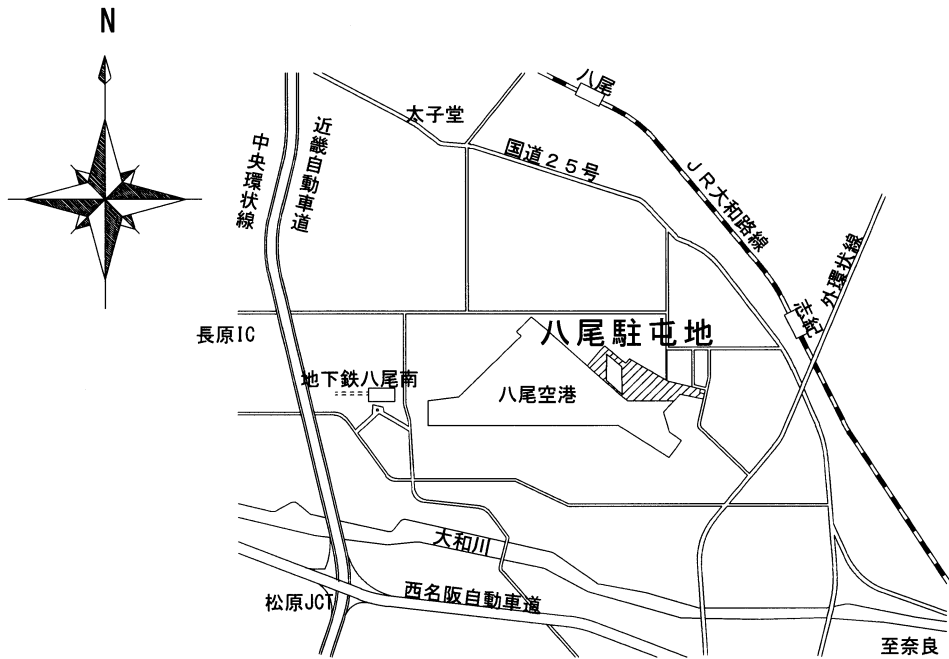 N
八尾
太子堂
近畿自動車道
中央環状線
国道25号
JR大和路線
外環状線
志紀
長原IC
八尾駐屯地
地下鉄八尾南
八尾空港
大和川
西名阪自動車道
松原JCT
至奈良